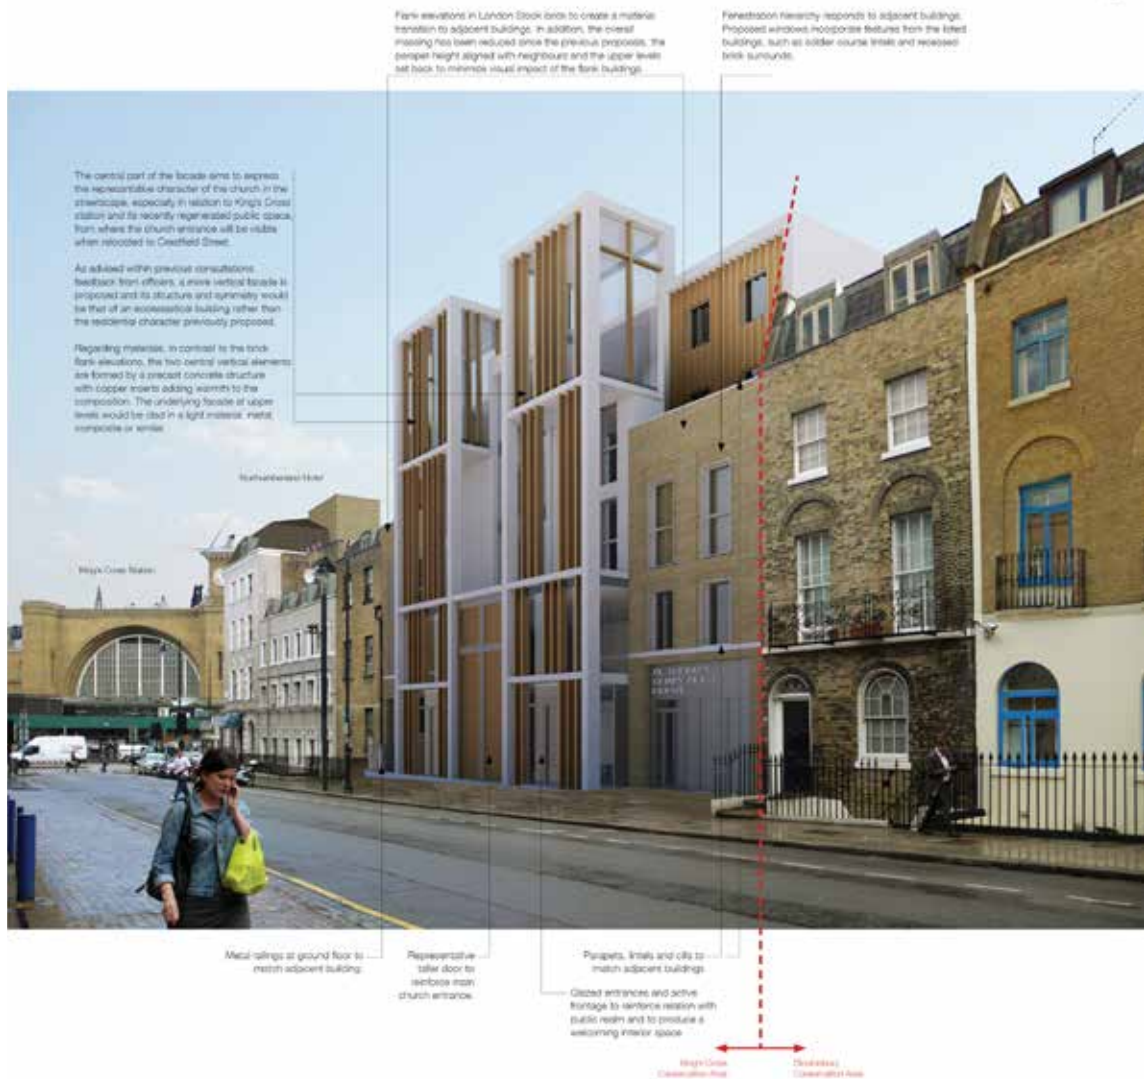 Flank elevations in London Stock brick to create a material
transition to adjacent buildings. In addition, the overall
massing has been reduced since the previous proposals, the
parapet height aligned with neighbours and the upper levels
set back to minimize visual impact of the flank buildings.
Fenestration hierarchy responds to adjacent buildings.
Proposed windows incorporate features from the listed
buildings, such as soldier course lintels and recessed
brick surrounds.
The central part of the facade aims to express
the representative character of the church in the
streetscape, especially in relation to King's Cross
station and its recently regenerated public space,
from where the church entrance will be visible
when relocated to Crestfield Street.
As advised within previous consultations
feedback from officers, a more vertical facade is
proposed and its structure and symmetry would
be that of an ecclesiastical building rather than
the residential character previously proposed.
Regarding materials, in contrast to the brick
flank elevations, the two central vertical elements
are formed by a precast concrete structure
with copper inserts adding warmth to the
composition. The underlying facade at upper
levels would be clad in a light material, metal
composite or similar.
Northumberland Hotel
King's Cross Station
Metal railings at ground floor to
match adjacent building.
Representative
taller door to
reinforce main
church entrance.
Parapets, lintels and cills to
match adjacent buildings
Glazed entrances and active
frontage to reinforce relation with
public realm and to produce a
welcoming interior space
King's Cross
Conservation Area
Bloomsbury
Conservation Area